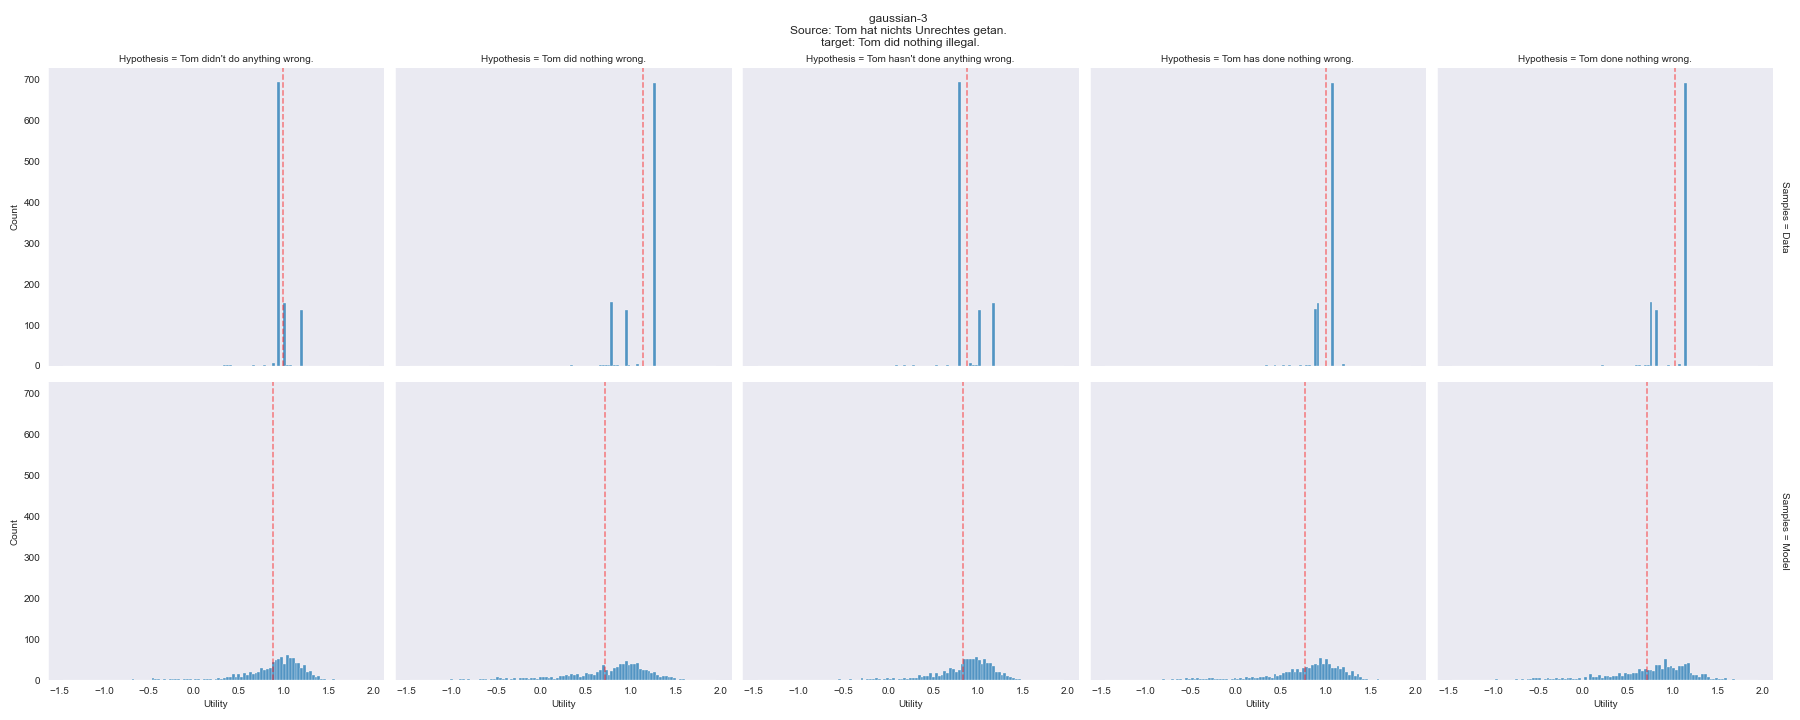 gaussian-3
Source: Tom hat nichts Unrechtes getan.
target: Tom did nothing illegal.
Hypothesis = Tom didn't do anything wrong.
Hypothesis = Tom did nothing wrong.
Hypothesis = Tom hasn't done anything wrong.
Hypothesis = Tom has done nothing wrong.
Hypothesis = Tom done nothing wrong.
700
600
500
400
300
200
100
0
Count
Samples = Data
700
600
500
400
300
200
100
0
Count
Samples = Model
−1.5 −1.0 −0.5 0.0 0.5 1.0 1.5 2.0
−1.5 −1.0 −0.5 0.0 0.5 1.0 1.5 2.0
−1.5 −1.0 −0.5 0.0 0.5 1.0 1.5 2.0
−1.5 −1.0 −0.5 0.0 0.5 1.0 1.5 2.0
−1.5 −1.0 −0.5 0.0 0.5 1.0 1.5 2.0
Utility
Utility
Utility
Utility
Utility